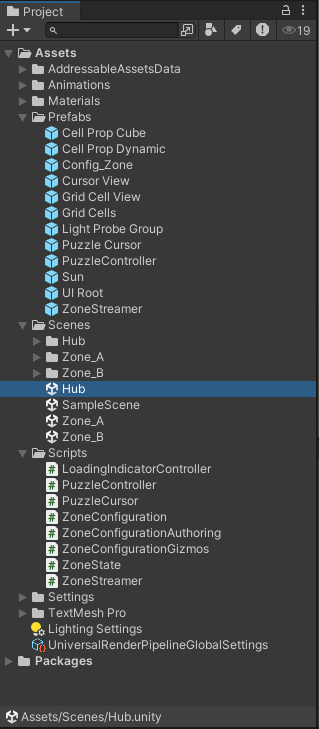 Project
19
Assets
AddressableAssetsData
Animations
Materials
Prefabs
Cell Prop Cube
Cell Prop Dynamic
Config_Zone
Cursor View
Grid Cell View
Grid Cells
Light Probe Group
Puzzle Cursor
PuzzleController
Sun
UI Root
ZoneStreamer
Scenes
Hub
Zone_A
Zone_B
Hub
SampleScene
Zone_A
Zone_B
Scripts
LoadingIndicatorController
PuzzleController
PuzzleCursor
ZoneConfiguration
ZoneConfigurationAuthoring
ZoneConfigurationGizmos
ZoneState
ZoneStreamer
Settings
TextMesh Pro
Lighting Settings
UniversalRenderPipelineGlobalSettings
Packages
Assets/Scenes/Hub.unity